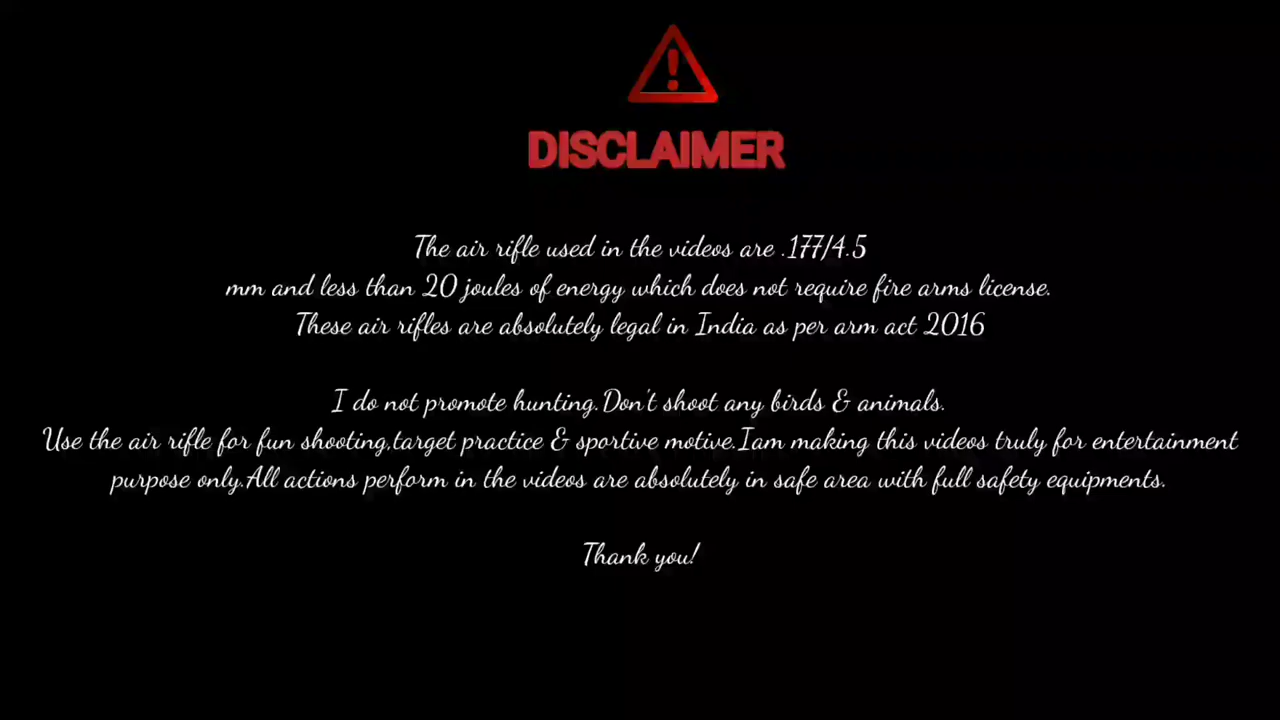 DISCLAIMER
The air rifle used in the videos are .177/4.5
mm and less than 20 joules of energy which does not require fire arms license.
These air rifles are absolutely legal in India as per arm act 2016
I do not promote hunting.Don't shoot any birds & animals.
Use the air rifle for fun shooting,target practice & sportive motive.Iam making this videos truly for entertainment
purpose only.All actions perform in the videos are absolutely in safe area with full safety equipments.
Thank you!